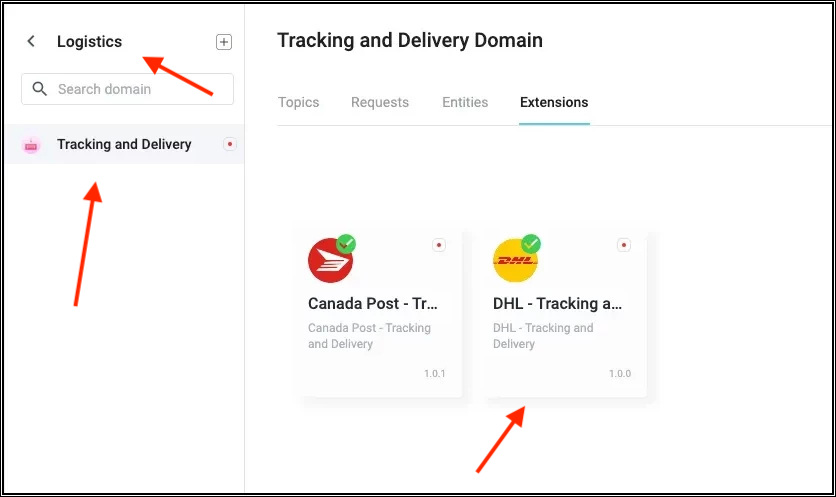 Logistics
Search domain
Tracking and Delivery
Tracking and Delivery Domain
Topics Requests Entities Extensions
Canada Post - Tr...
Canada Post - Tracking
and Delivery
1.0.1
DHL
DHL - Tracking a...
DHL - Tracking and
Delivery
1.0.0